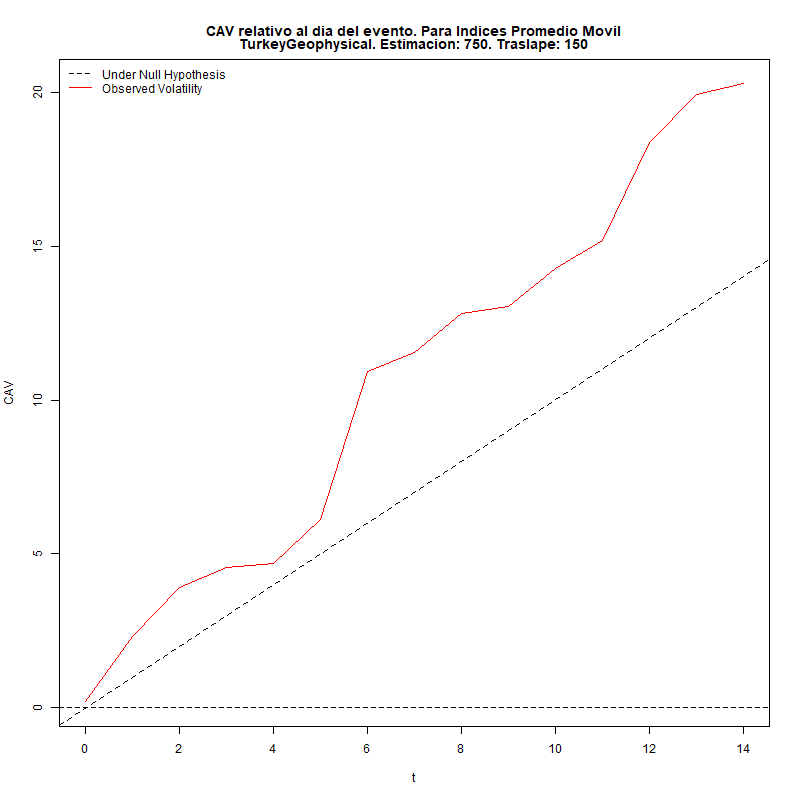 CAV relativo al dia del evento. Para Indices Promedio Movil
TurkeyGeophysical. Estimacion: 750. Traslape: 150
Under Null Hypothesis
Observed Volatility
CAV
20
15
10
5
0
0 2 4 6 8 10 12 14
t